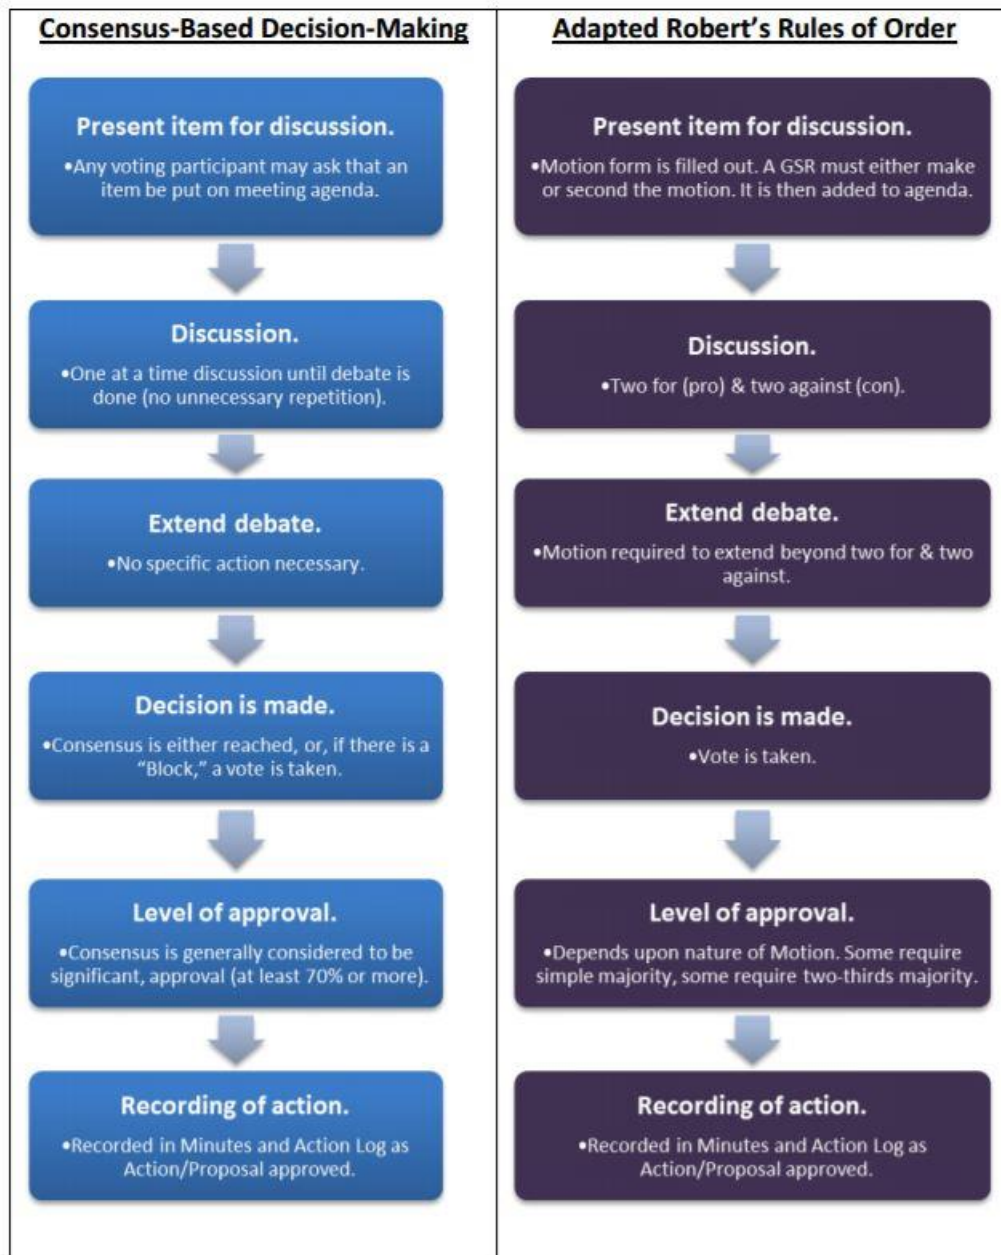 Consensus-Based Decision-Making
Present item for discussion.
•Any voting participant may ask that an
item be put on meeting agenda.
Discussion.
•One at a time discussion until debate is
done (no unnecessary repetition).
Extend debate.
•No specific action necessary.
Decision is made.
•Consensus is either reached, or, if there is a
“Block,” a vote is taken.
Level of approval.
•Consensus is generally considered to be
significant, approval (at least 70% or more).
Recording of action.
•Recorded in Minutes and Action Log as
Action/Proposal approved.
Adapted Robert’s Rules of Order
Present item for discussion.
•Motion form is filled out. A GSR must either make
or second the motion. It is then added to agenda.
Discussion.
•Two for (pro) & two against (con).
Extend debate.
•Motion required to extend beyond two for & two
against.
Decision is made.
•Vote is taken.
Level of approval.
•Depends upon nature of Motion. Some require
simple majority, some require two-thirds majority.
Recording of action.
•Recorded in Minutes and Action Log as
Action/Proposal approved.